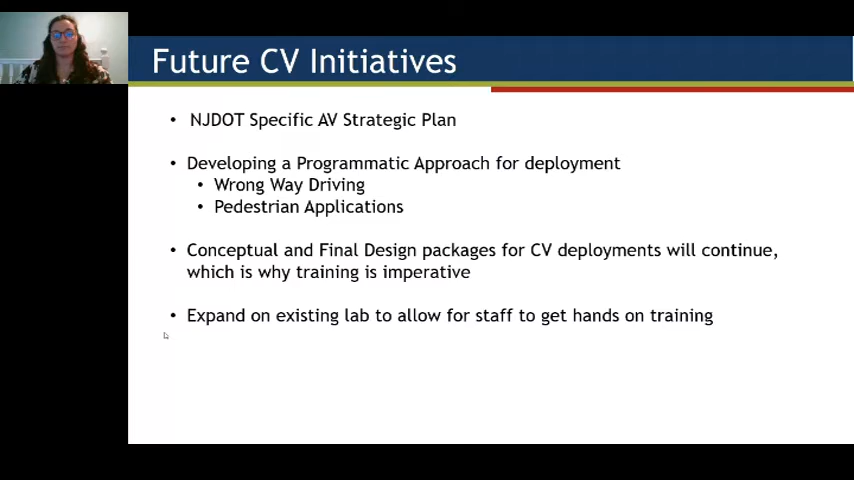 Future CV Initiatives
• NJDOT Specific AV Strategic Plan
• Developing a Programmatic Approach for deployment
• Wrong Way Driving
• Pedestrian Applications
• Conceptual and Final Design packages for CV deployments will continue,
which is why training is imperative
• Expand on existing lab to allow for staff to get hands on training